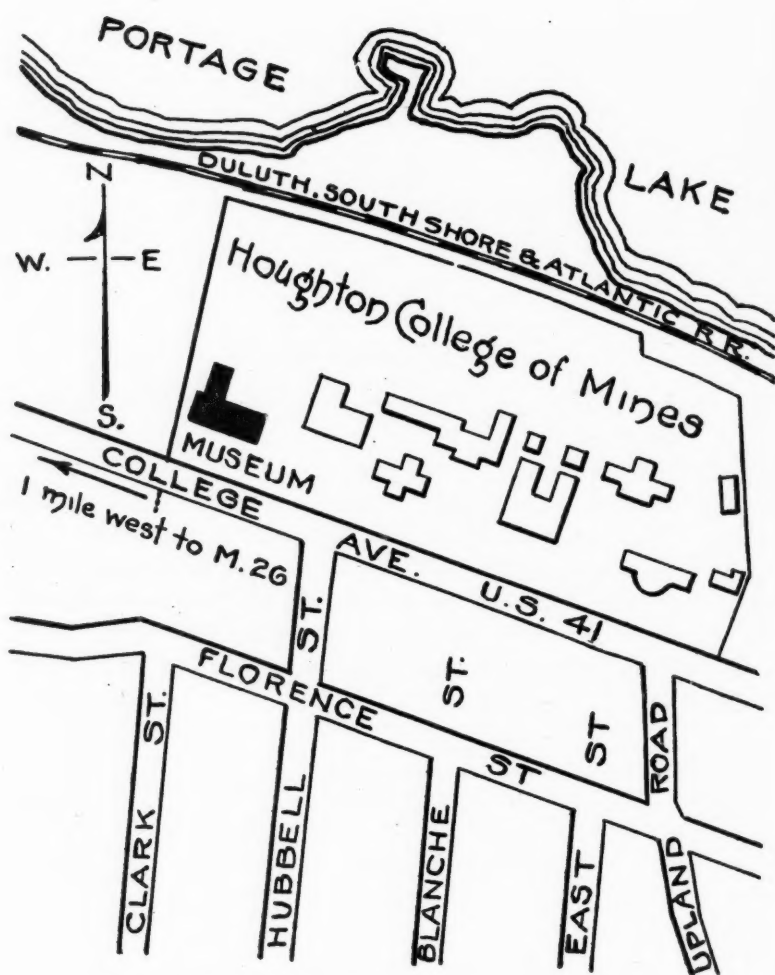 PORTAGE
LAKE
DULUTH, SOUTH SHORE & ATLANTIC R.R.
N
W. E
S.
Houghton College of Mines
MUSEUM
COLLEGE AVE. U.S. 41
1 mile west to M.26
FLORENCE ST
CLARK ST.
HUBBELL ST.
BLANCHE ST.
EAST ST
UPLAND ROAD